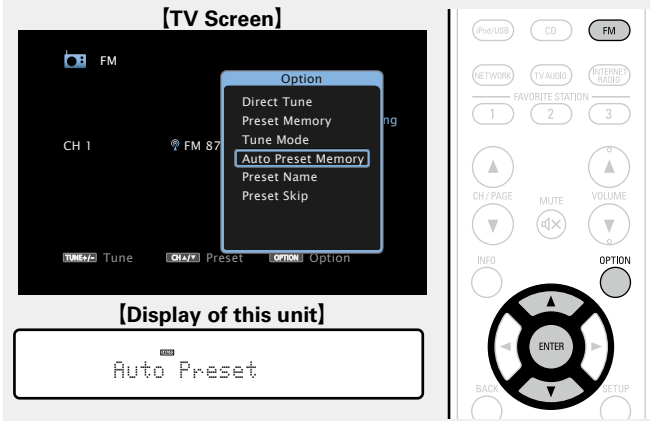 【TV Screen】
FM
Option
Direct Tune
Preset Memory
ng
Tune Mode
CH 1
FM 87
Auto Preset Memory
Preset Name
Preset Skip
TUNE+/- Tune
CH▲/▼ Preset
OPTION Option
【Display of this unit】
Auto Preset
iPod/USB
CD
FM
NETWORK
TV AUDIO
INTERNET RADIO
FAVORITE STATION
1
2
3
CH / PAGE
MUTE
VOLUME
INFO
OPTION
ENTER
BACK
SETUP